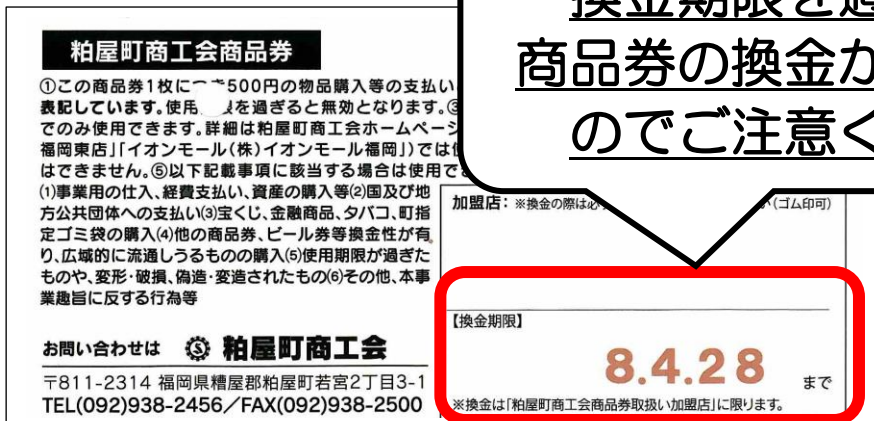 換金期限を過
商品券の換金が
のでご注意く
粕屋町商工会商品券
①この商品券1枚に 500円の物品購入等の支払い
表記しています。使用 を過ぎると無効となります。③
でのみ使用できます。詳細は粕屋町商工会ホームページ
福岡東店」「イオンモール(株)イオンモール福岡」)では使
はできません。⑤以下記載事項に該当する場合は使用で
(1)事業用の仕入、経費支払い、資産の購入等(2)国及び地
方公共団体への支払い(3)宝くじ、金融商品、タバコ、町指
定ゴミ袋の購入(4)他の商品券、ビール券等換金性が有
り、広域的に流通しうるものの購入(5)使用期限が過ぎた
ものや、変形・破損、偽造・変造されたもの(6)その他、本事
業趣旨に反する行為等
お問い合わせは 粕屋町商工会
〒811-2314 福岡県糟屋郡粕屋町若宮2丁目3-1
TEL(092)938-2456/FAX(092)938-2500
加盟店：※換金の際は必 い(ゴム印可)
【換金期限】
8.4.28 まで
※換金は「粕屋町商工会商品券取扱い加盟店」に限ります。